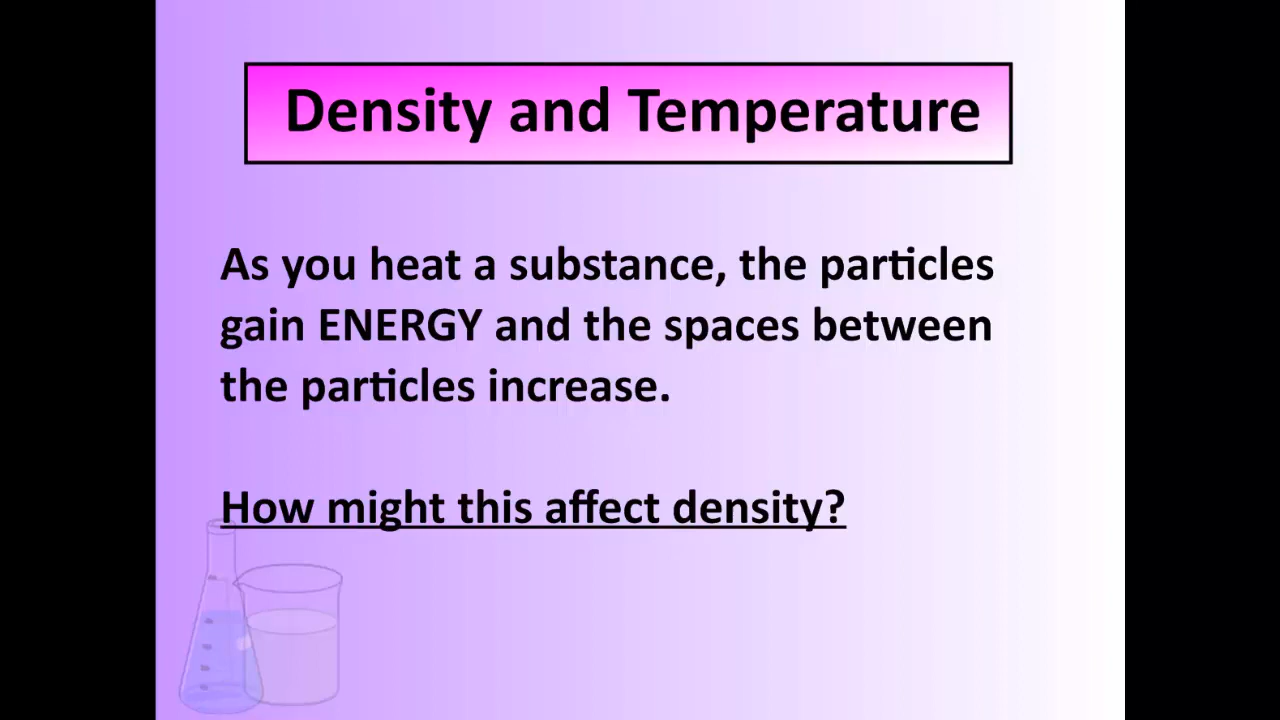 Density and Temperature
As you heat a substance, the particles
gain ENERGY and the spaces between
the particles increase.
How might this affect density?